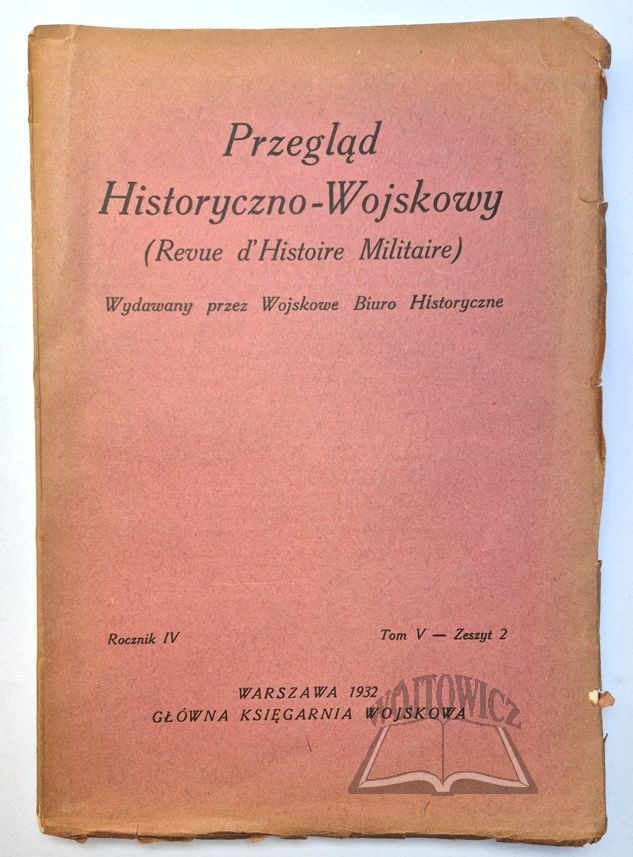 Przegląd
Historyczno-Wojskowy
(Revue d'Histoire Militaire)
Wydawany przez Wojskowe Biuro Historyczne
Rocznik IV
Tom V — Zeszyt 2
WARSZAWA 1932
GŁÓWNA KSIĘGARNIA WOJSKOWA
WÓJTOWICZ